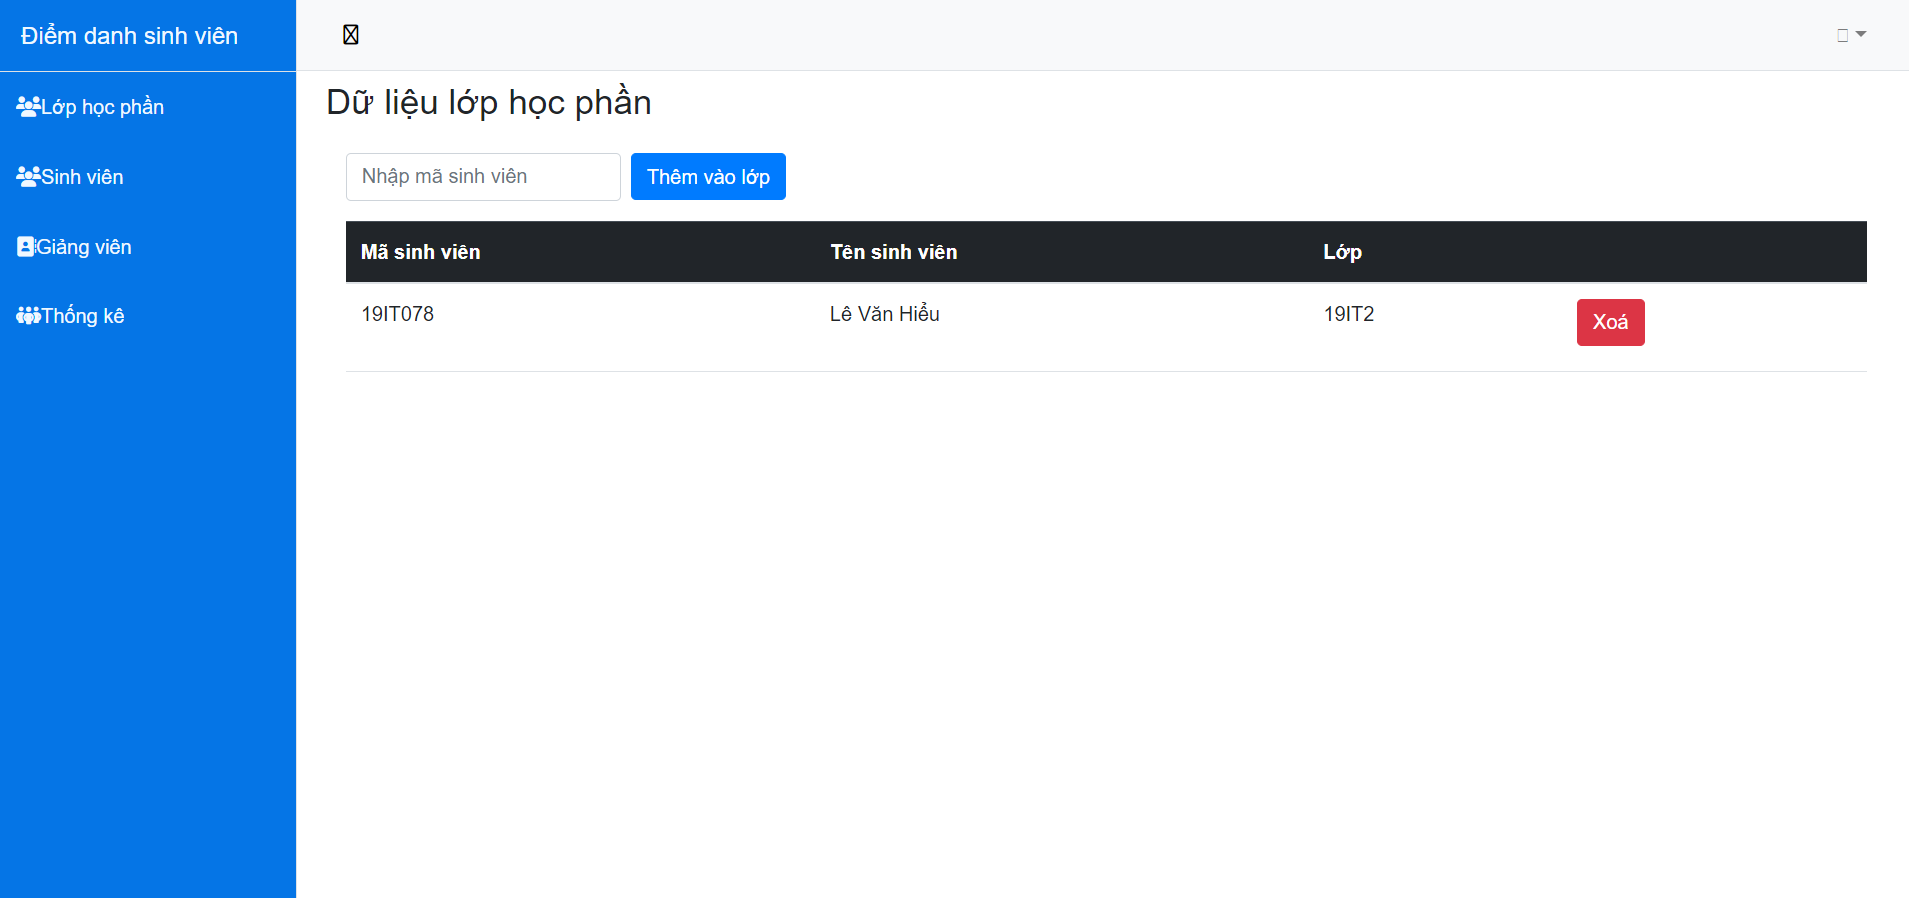 Điểm danh sinh viên
Lớp học phần
Sinh viên
Giảng viên
Thống kê
Dữ liệu lớp học phần
Nhập mã sinh viên
Thêm vào lớp
Mã sinh viên Tên sinh viên Lớp
19IT078 Lê Văn Hiểu 19IT2 Xoá